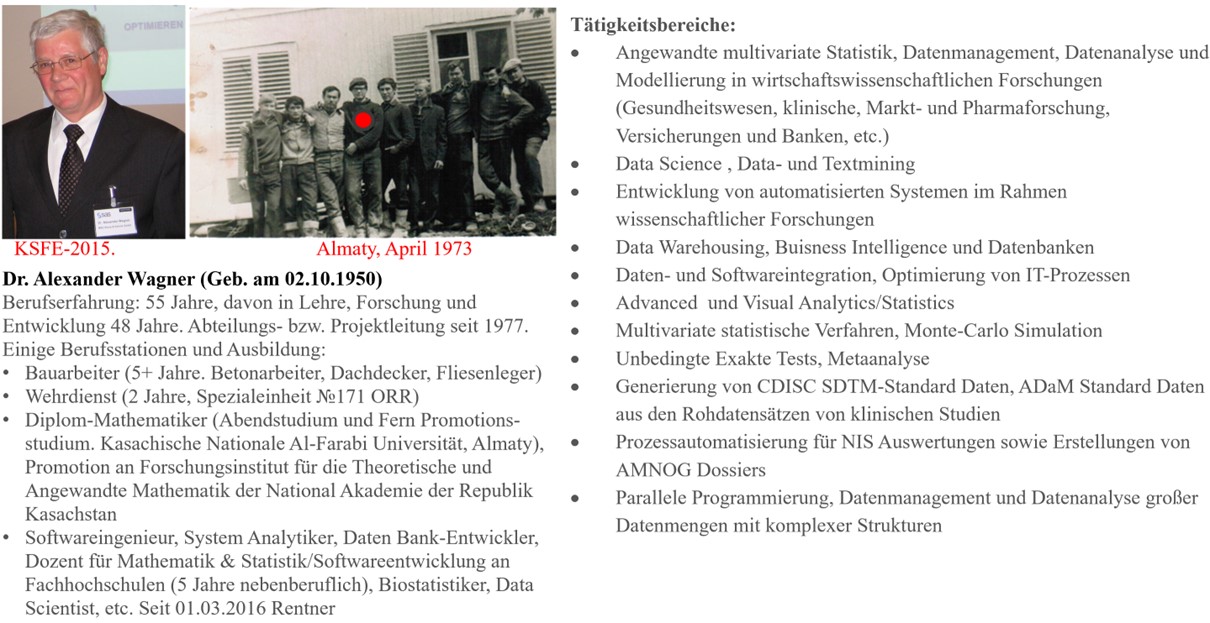 OPTIMIEREN
KSFE-2015.
Almaty, April 1973
Dr. Alexander Wagner (Geb. am 02.10.1950)
Berufserfahrung: 55 Jahre, davon in Lehre, Forschung und
Entwicklung 48 Jahre. Abteilungs- bzw. Projektleitung seit 1977.
Einige Berufsstationen und Ausbildung:
• Bauarbeiter (5+ Jahre. Betonarbeiter, Dachdecker, Fliesenleger)
• Wehrdienst (2 Jahre, Spezialeinheit №171 ORR)
• Diplom-Mathematiker (Abendstudium und Fern Promotions-
studium. Kasachische Nationale Al-Farabi Universität, Almaty),
Promotion an Forschungsinstitut für die Theoretische und
Angewandte Mathematik der National Akademie der Republik
Kasachstan
• Softwareingenieur, System Analytiker, Daten Bank-Entwickler,
Dozent für Mathematik & Statistik/Softwareentwicklung an
Fachhochschulen (5 Jahre nebenberuflich), Biostatistiker, Data
Scientist, etc. Seit 01.03.2016 Rentner
Tätigkeitsbereiche:
• Angewandte multivariate Statistik, Datenmanagement, Datenanalyse und
Modellierung in wirtschaftswissenschaftlichen Forschungen
(Gesundheitswesen, klinische, Markt- und Pharmaforschung,
Versicherungen und Banken, etc.)
• Data Science , Data- und Textmining
• Entwicklung von automatisierten Systemen im Rahmen
wissenschaftlicher Forschungen
• Data Warehousing, Buisness Intelligence und Datenbanken
• Daten- und Softwareintegration, Optimierung von IT-Prozessen
• Advanced  und Visual Analytics/Statistics
• Multivariate statistische Verfahren, Monte-Carlo Simulation
• Unbedingte Exakte Tests, Metaanalyse
• Generierung von CDISC SDTM-Standard Daten, ADaM Standard Daten
aus den Rohdatensätzen von klinischen Studien
• Prozessautomatisierung für NIS Auswertungen sowie Erstellungen von
AMNOG Dossiers
• Parallele Programmierung, Datenmanagement und Datenanalyse großer
Datenmengen mit komplexer Strukturen